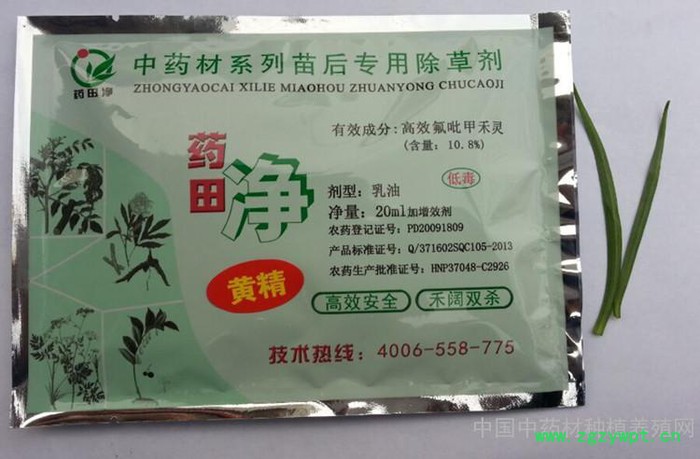 中药材系列苗后专用除草剂
ZHONGYAOCAI XILIE MIAOHOU ZHUANYONG CHUCAOJI
药田净
有效成分:高效氟吡甲禾灵
(含量:10.8%)
药田净
低毒
剂型:乳油
净量:20ml加增效剂
农药登记证号:PD20091809
产品标准证号:Q/371602SQC105-2013
农药生产批准证号:HNP37048-C2926
黄精
高效安全
禾阔双杀
技术热线:4006-558-775
中国中药材种植养殖网
www.zgzywpt.cn